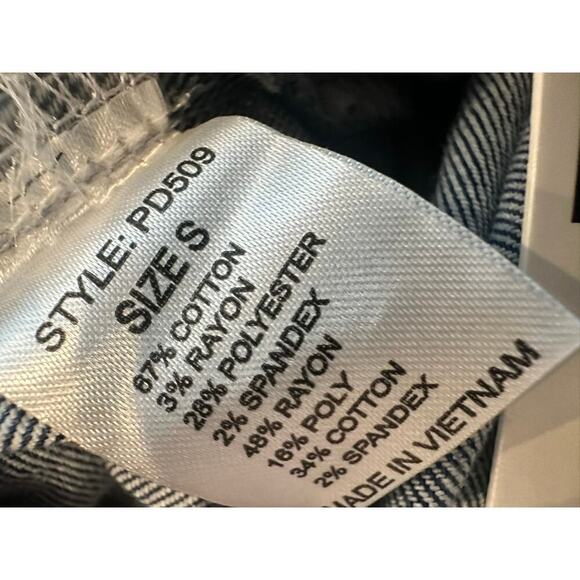 STYLE: PD509
SIZE S
67% COTTON
3% RAYON
28% POLYESTER
2% SPANDEX
48% RAYON
16% POLY
34% COTTON
2% SPANDEX
MADE IN VIETNAM